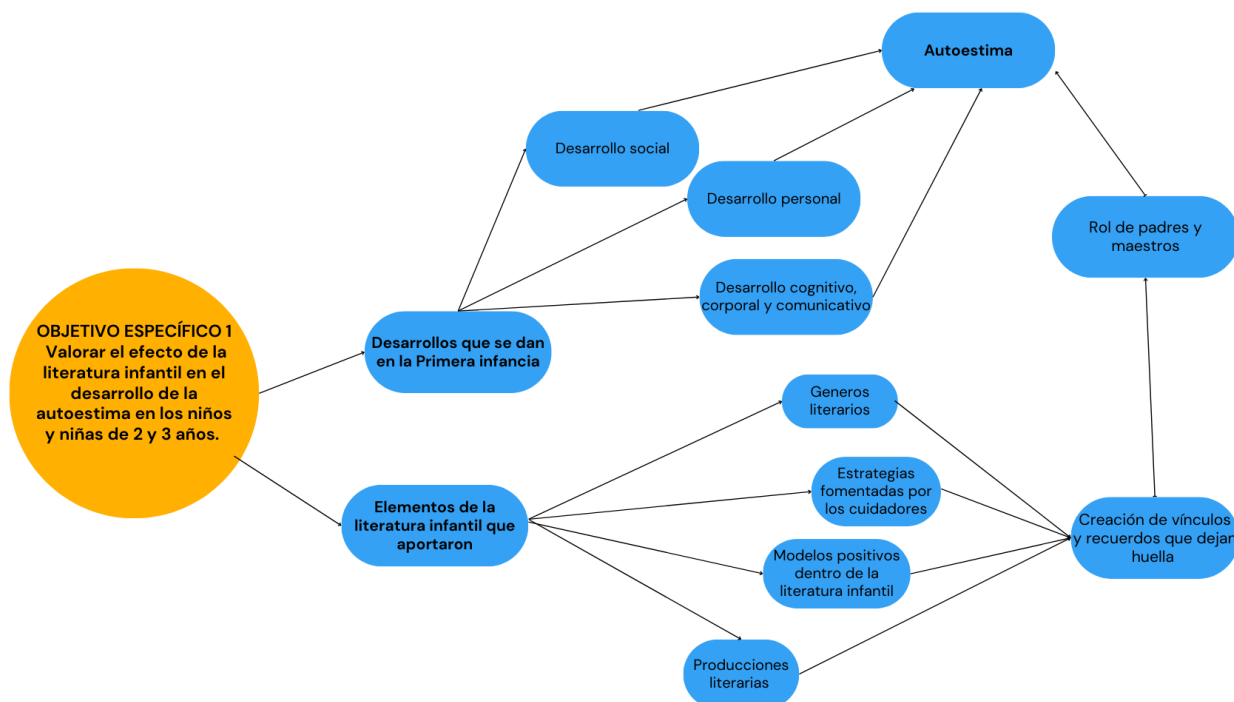 Autoestima
Desarrollo social
Desarrollo personal
Rol de padres y
maestros
Desarrollo cognitivo,
corporal y comunicativo
OBJETIVO ESPECÍFICO 1
Valorar el efecto de la
literatura infantil en el
desarrollo de la
autoestima en los niños
y niñas de 2 y 3 años.
Desarrollos que se dan
en la Primera infancia
Generos
literarios
Estrategias
fomentadas por
los cuidadores
Elementos de la
literatura infantil que
aportaron
Creación de vínculos
y recuerdos que dejan
huella
Modelos positivos
dentro de la
literatura infantil
Producciones
literarias